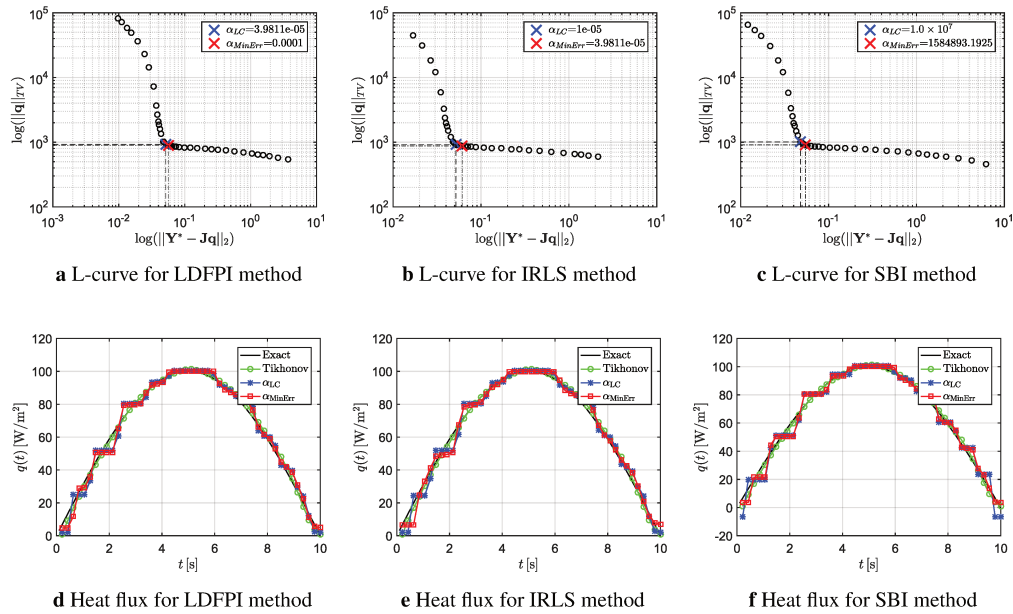 α_LC=3.9811e-05
α_MinErr=0.0001
10^5
10^4
10^3
10^2
log(||q||_TV)
10^-3
10^-2
10^-1
10^0
10^1
log(||Y* − Jq||_2)
a L-curve for LDFPI method
α_LC=1e-05
α_MinErr=3.9811e-05
10^5
10^4
10^3
10^2
log(||q||_TV)
10^-2
10^-1
10^0
10^1
log(||Y* − Jq||_2)
b L-curve for IRLS method
α_LC=1.0 × 10^7
α_MinErr=1584893.1925
10^5
10^4
10^3
10^2
log(||q||_TV)
10^-2
10^-1
10^0
10^1
log(||Y* − Jq||_2)
c L-curve for SBI method
Exact
Tikhonov
α_LC
α_MinErr
120
100
80
60
40
20
0
q(t) [W/m²]
0 2 4 6 8 10
t [s]
d Heat flux for LDFPI method
Exact
Tikhonov
α_LC
α_MinErr
120
100
80
60
40
20
0
q(t) [W/m²]
0 2 4 6 8 10
t [s]
e Heat flux for IRLS method
Exact
Tikhonov
α_LC
α_MinErr
120
100
80
60
40
20
0
-20
q(t) [W/m²]
0 2 4 6 8 10
t [s]
f Heat flux for SBI method